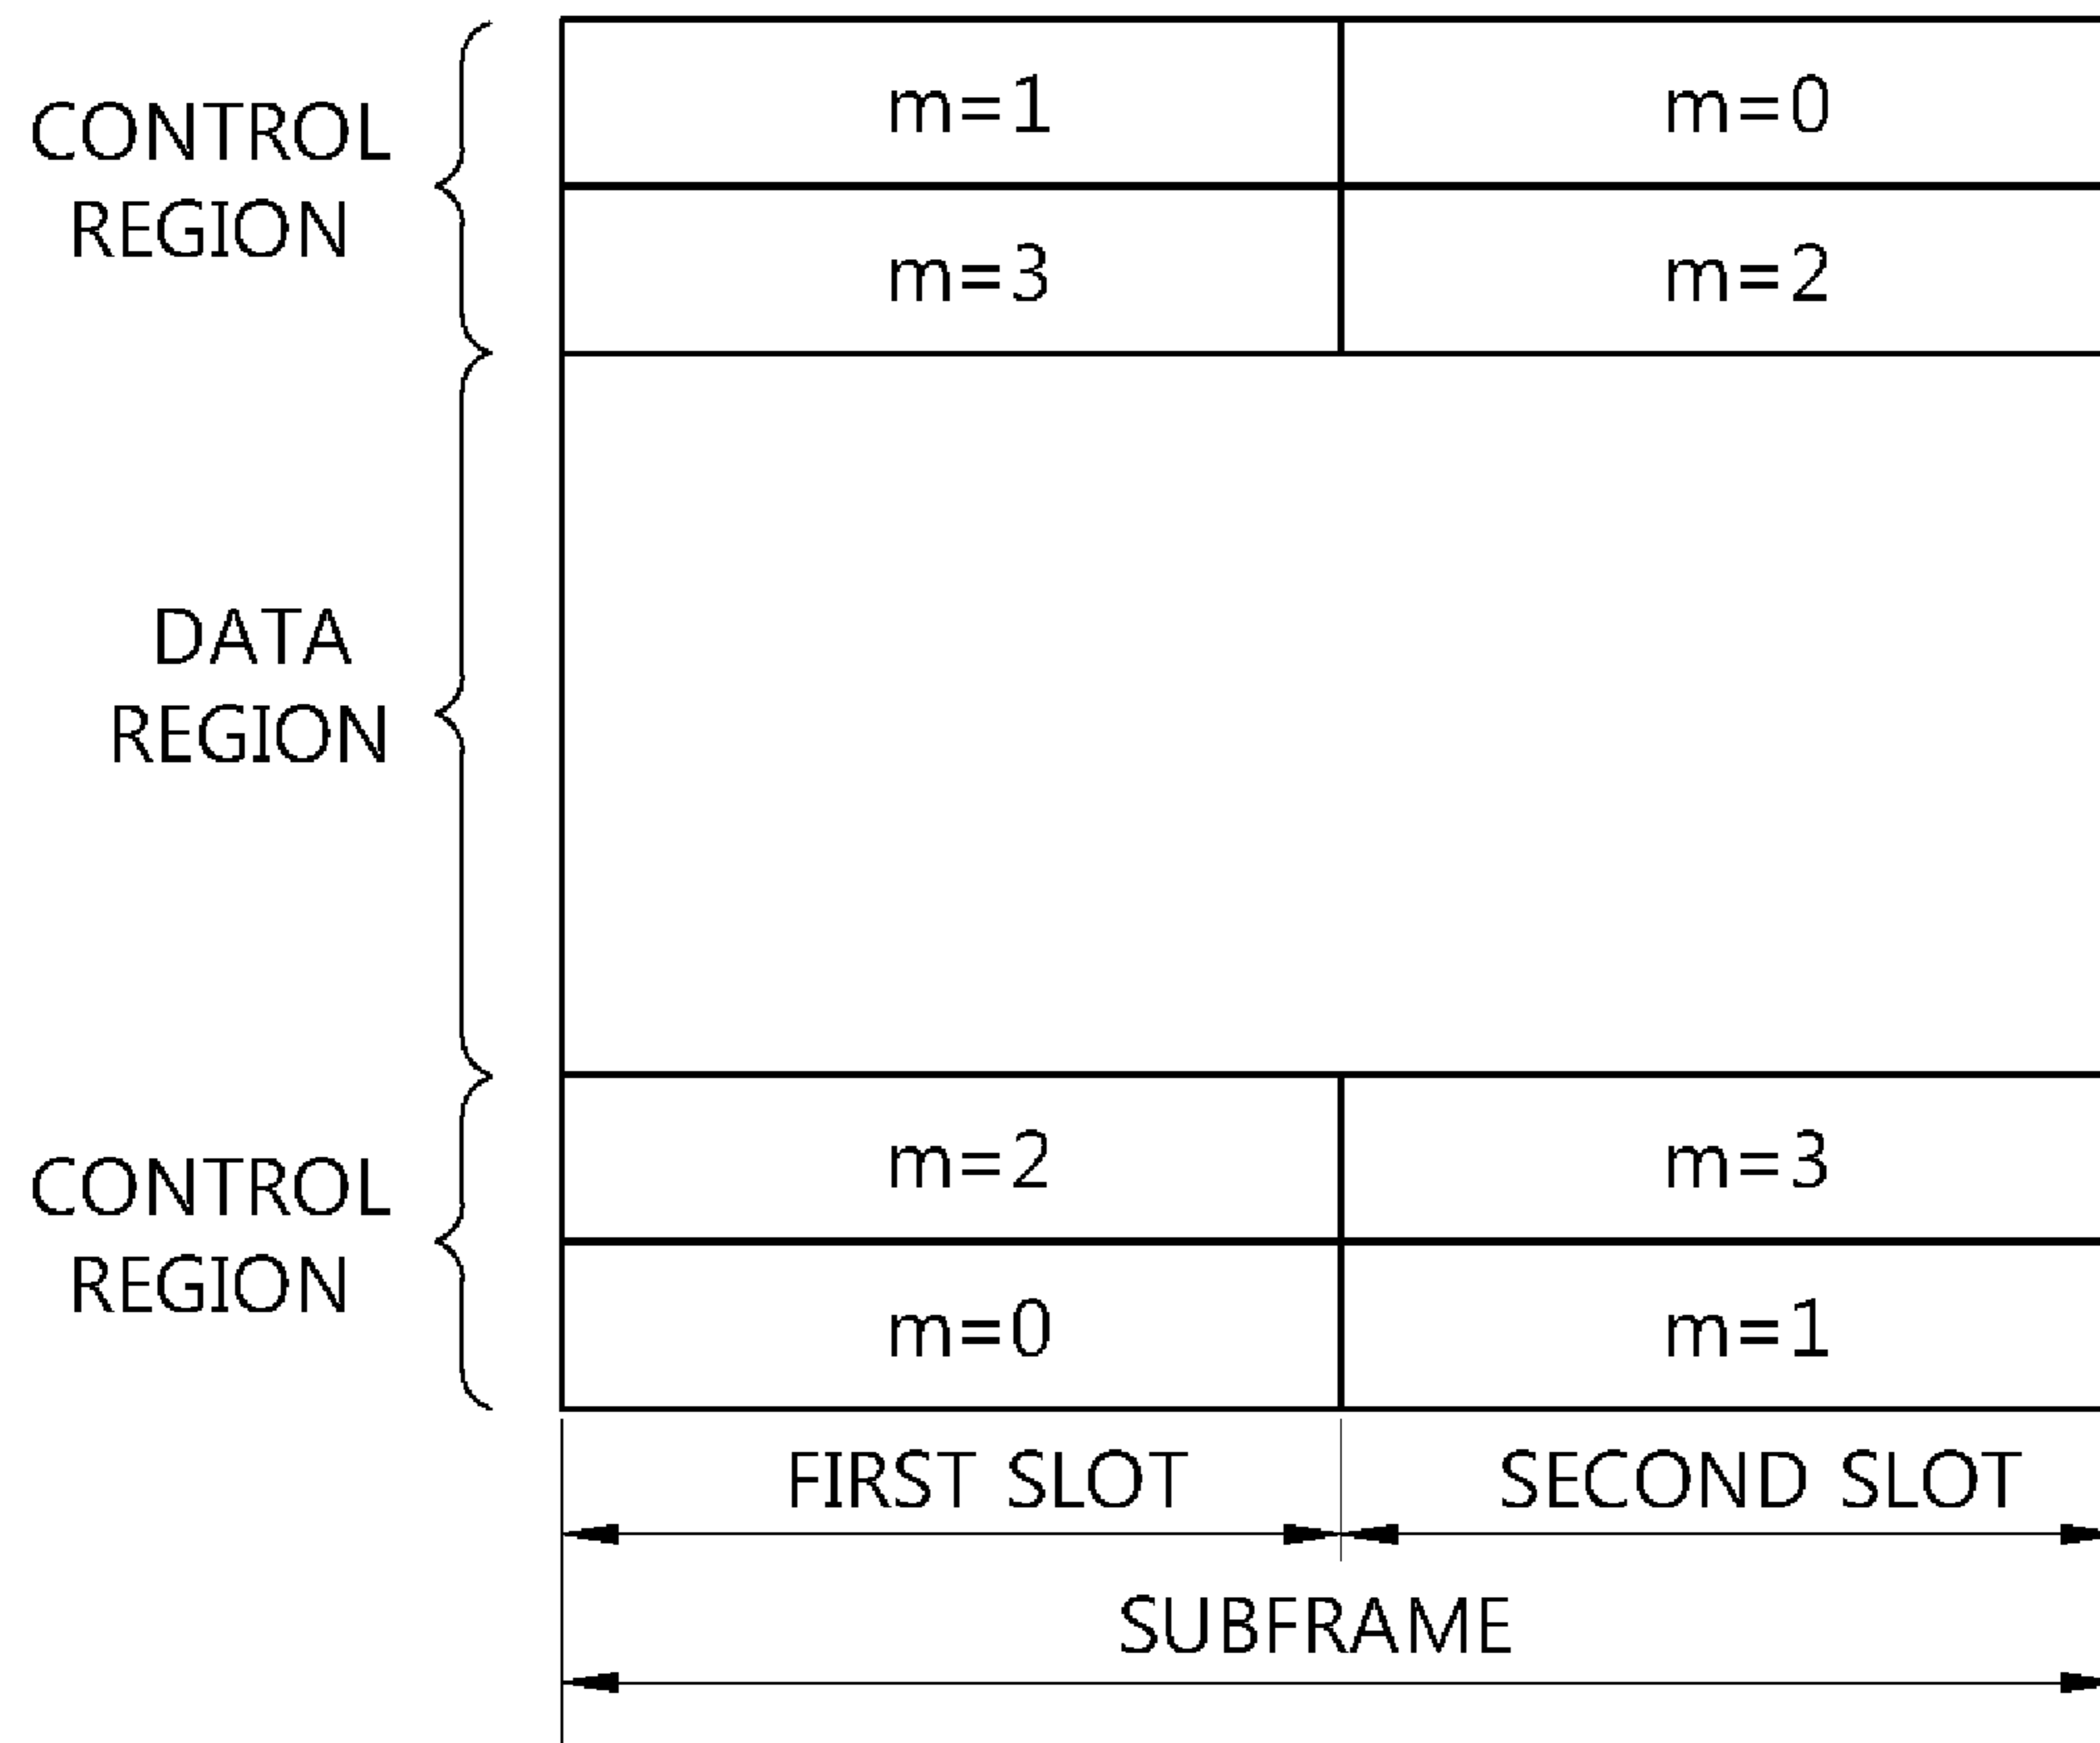 CONTROL
REGION
m=1
m=0
m=3
m=2
DATA
REGION
CONTROL
REGION
m=2
m=3
m=0
m=1
FIRST SLOT
SECOND SLOT
SUBFRAME